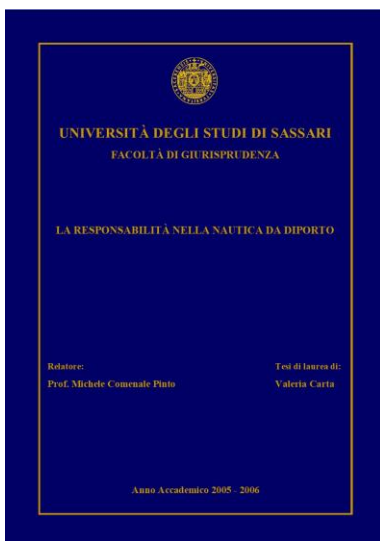 UNIVERSITÀ DEGLI STUDI DI SASSARI
FACOLTÀ DI GIURISPRUDENZA
LA RESPONSABILITÀ NELLA NAUTICA DA DIPORTO
Relatore:
Prof. Michele Comenale Pinto
Tesi di laurea di:
Valeria Carta
Anno Accademico 2005 - 2006